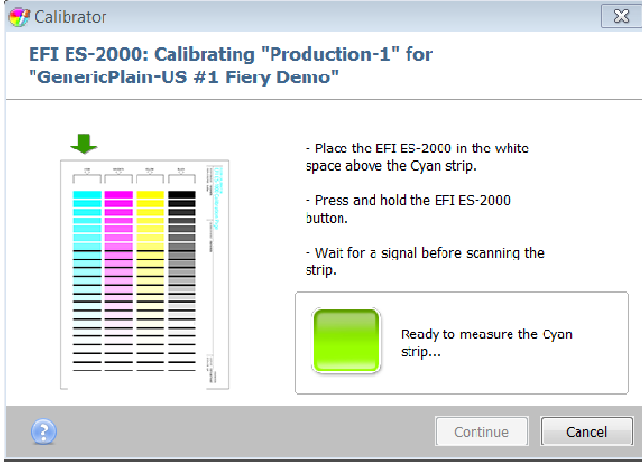 Calibrator
EFI ES-2000: Calibrating "Production-1" for
"GenericPlain-US #1 Fiery Demo"
- Place the EFI ES-2000 in the white
space above the Cyan strip.
- Press and hold the EFI ES-2000
button.
- Wait for a signal before scanning the
strip.
Ready to measure the Cyan
strip...
?
Continue
Cancel